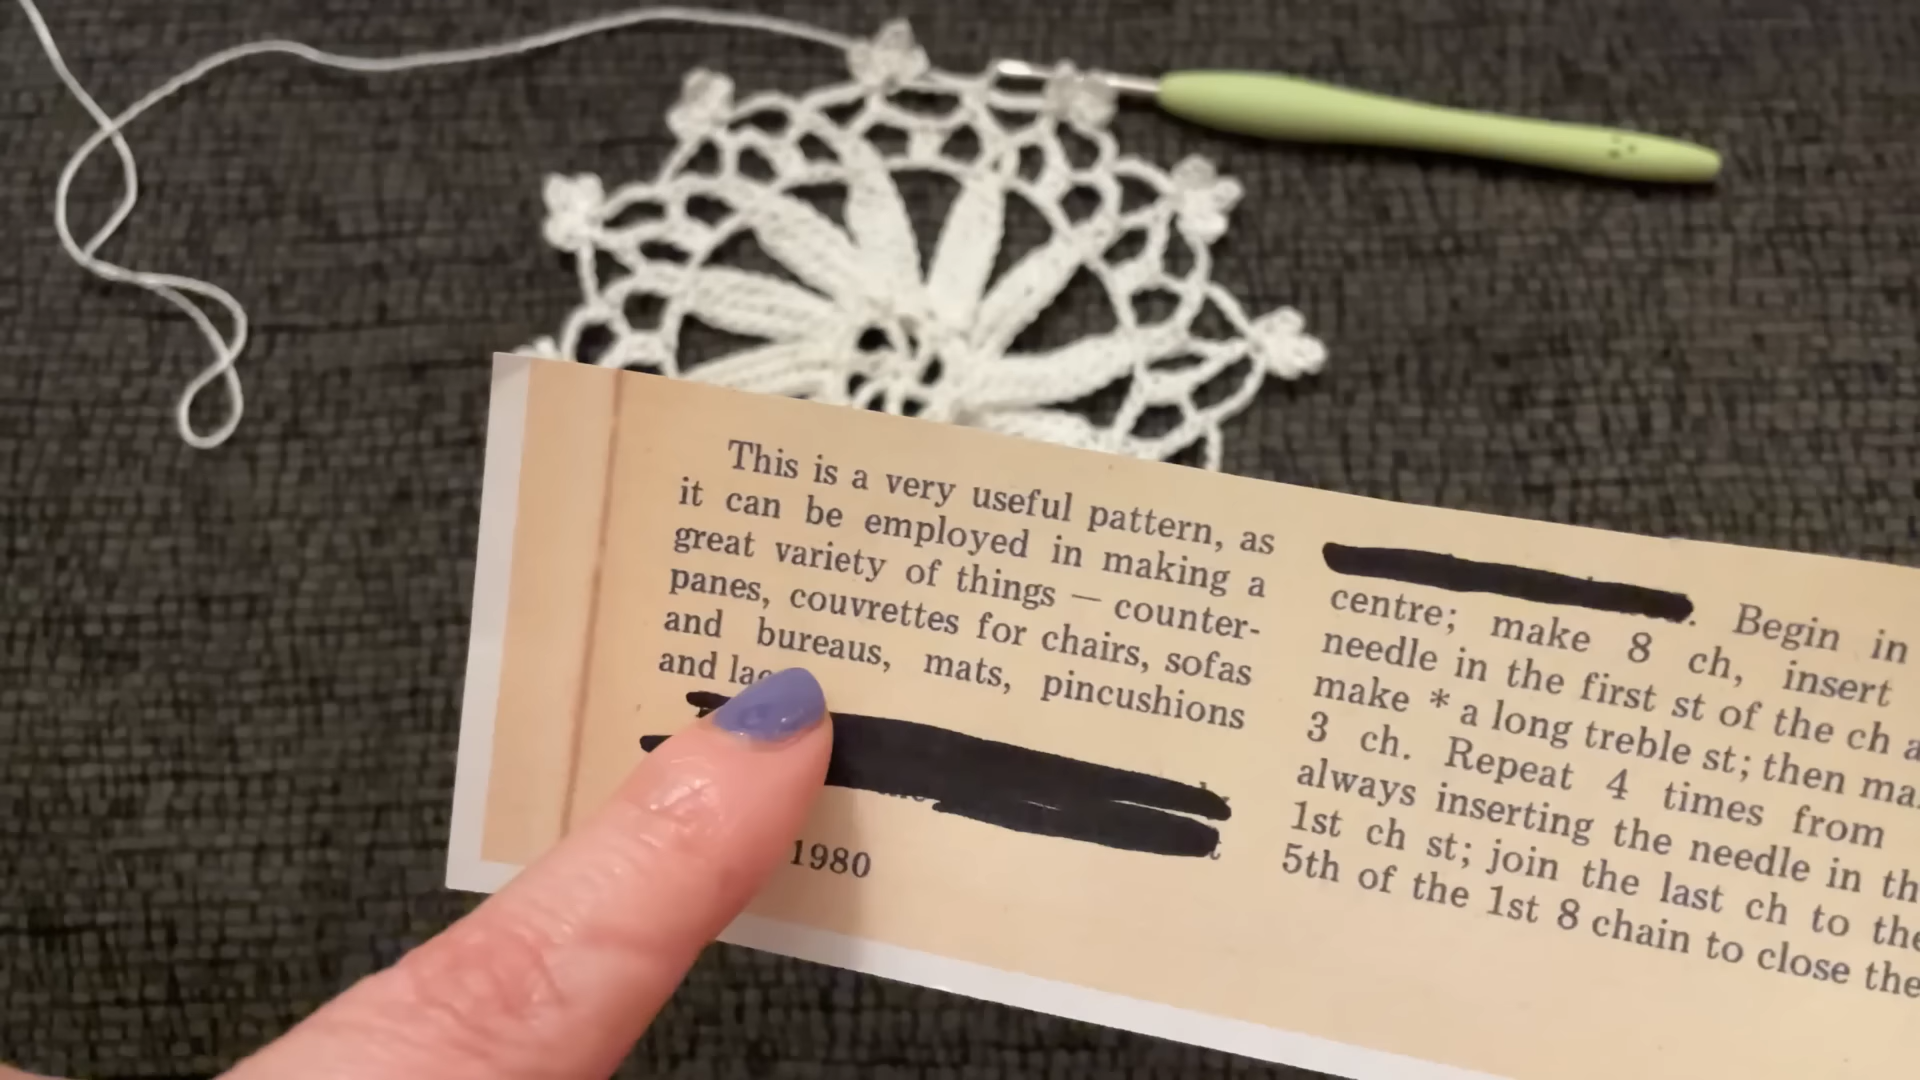 This is a very useful pattern, as
it can be employed in making a
great variety of things — counter-
panes, couvrettes for chairs, sofas
and bureaus, mats, pincushions
and
1980
. Begin in
centre; make 8 ch, insert
needle in the first st of the ch
make * a long treble st; then
3 ch. Repeat 4 times from
always inserting the needle in
1st ch st; join the last ch to the
5th of the 1st 8 chain to close the